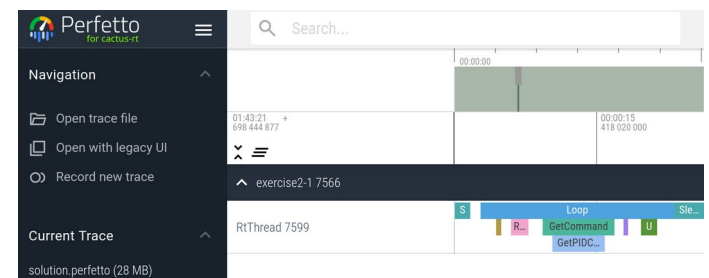 Perfetto
for cactus-rt
Search...
Navigation
Open trace file
Open with legacy UI
Record new trace
Current Trace
solution.perfetto (28 MB)
00:00:00
01:43:21 +
698 444 877
00:00:15
418 020 000
exercise2-1 7566
RtThread 7599
S Loop Sle...
R... GetCommand U
GetPIDC...